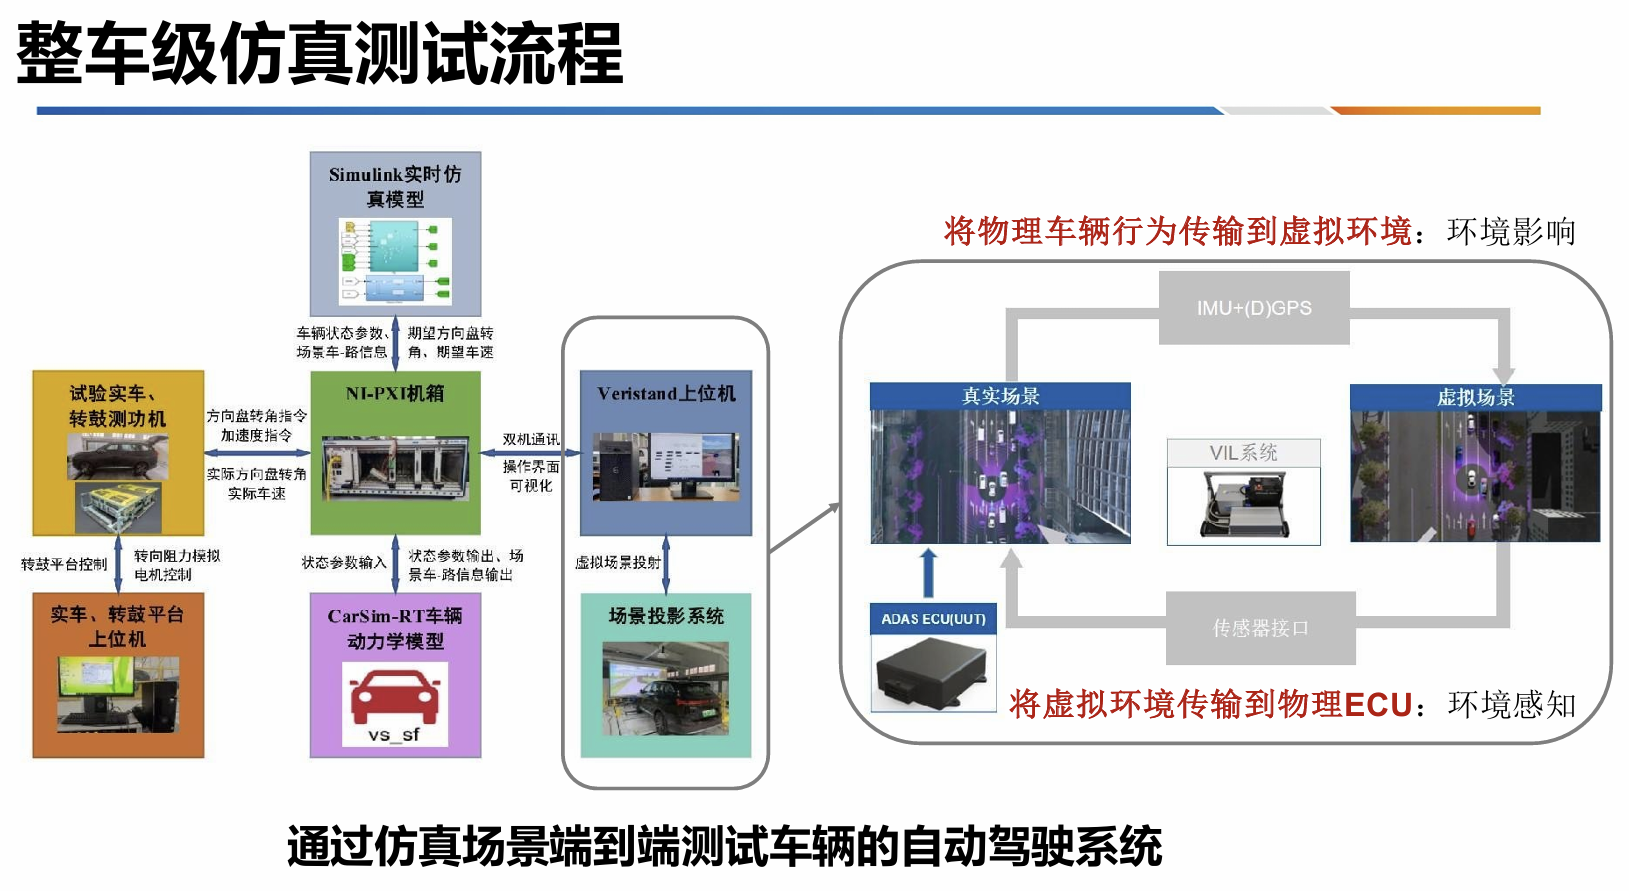 整车级仿真测试流程
Simulink实时仿
真模型
车辆状态参数、
场景车-路信息
期望方向盘转
角、期望车速
试验实车、
转鼓测功机
方向盘转角指令
加速度指令
实际方向盘转角
实际车速
NI-PXI机箱
双机通讯
操作界面
可视化
Veristand上位机
转鼓平台控制
转向阻力模拟
电机控制
状态参数输入
状态参数输出、场
景车-路信息输出
虚拟场景投射
实车、转鼓平台
上位机
CarSim-RT车辆
动力学模型
vs_sf
场景投影系统
将物理车辆行为传输到虚拟环境：环境影响
IMU+(D)GPS
真实场景
虚拟场景
VIL系统
ADAS ECU(UUT)
传感器接口
将虚拟环境传输到物理ECU：环境感知
通过仿真场景端到端测试车辆的自动驾驶系统